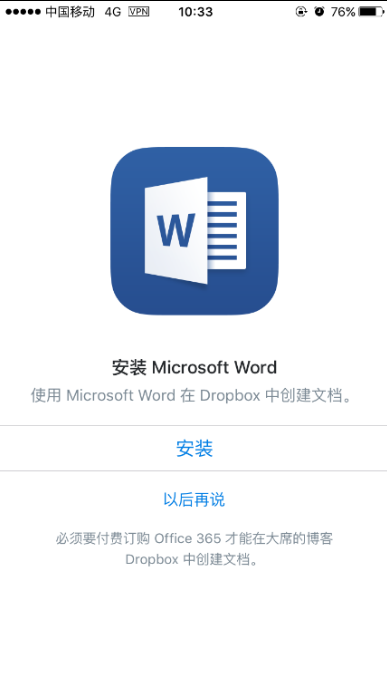 中国移动 4G VPN 10:33 76%
W
安装 Microsoft Word
使用 Microsoft Word 在 Dropbox 中创建文档。
安装
以后再说
必须要付费订购 Office 365 才能在大席的博客
Dropbox 中创建文档。